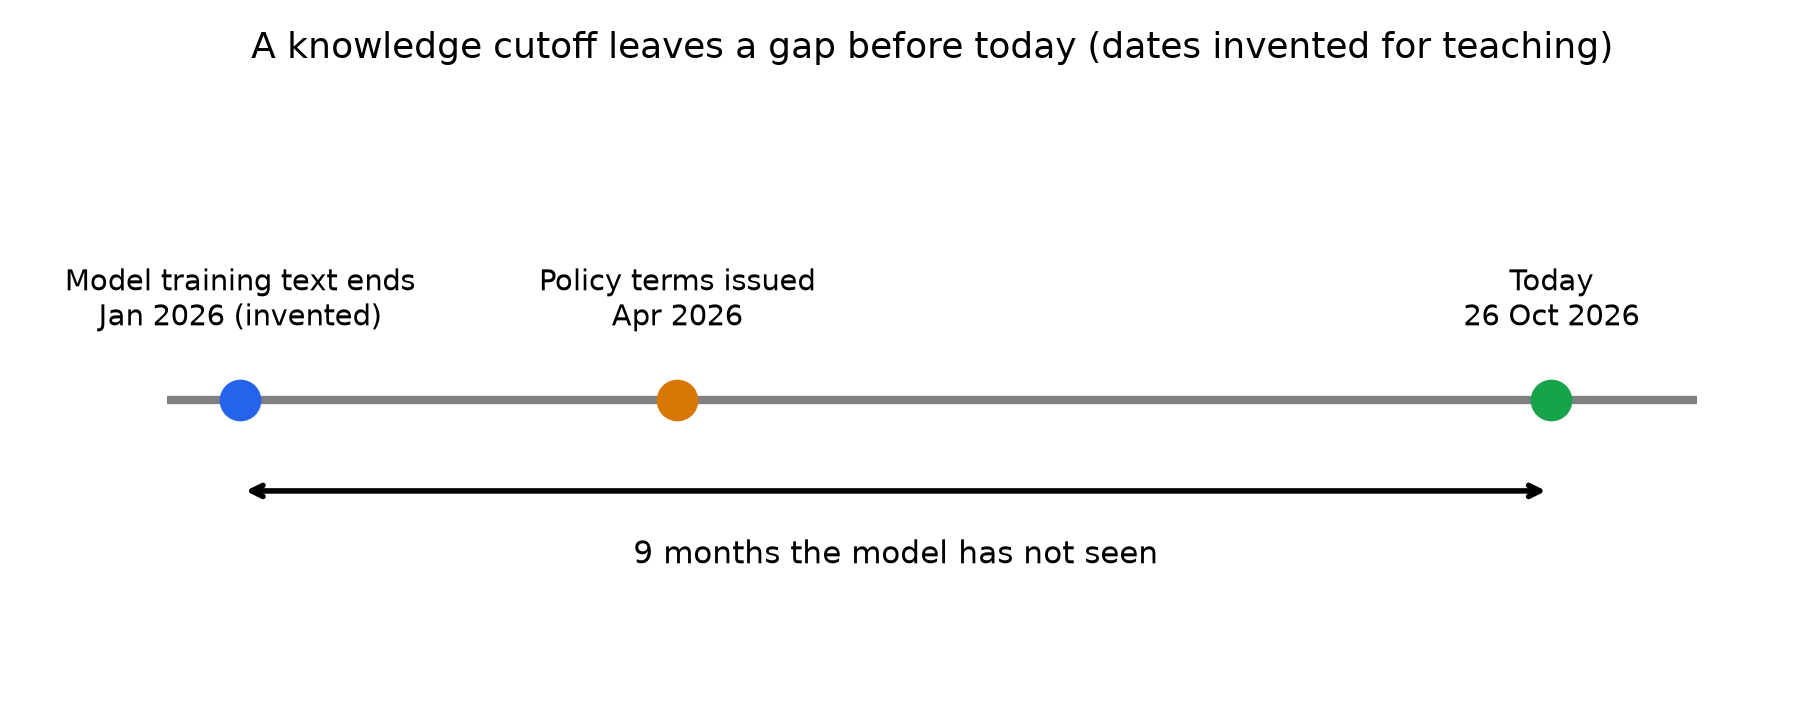 A knowledge cutoff leaves a gap before today (dates invented for teaching)
Model training text ends
Jan 2026 (invented)
Policy terms issued
Apr 2026
Today
26 Oct 2026
9 months the model has not seen